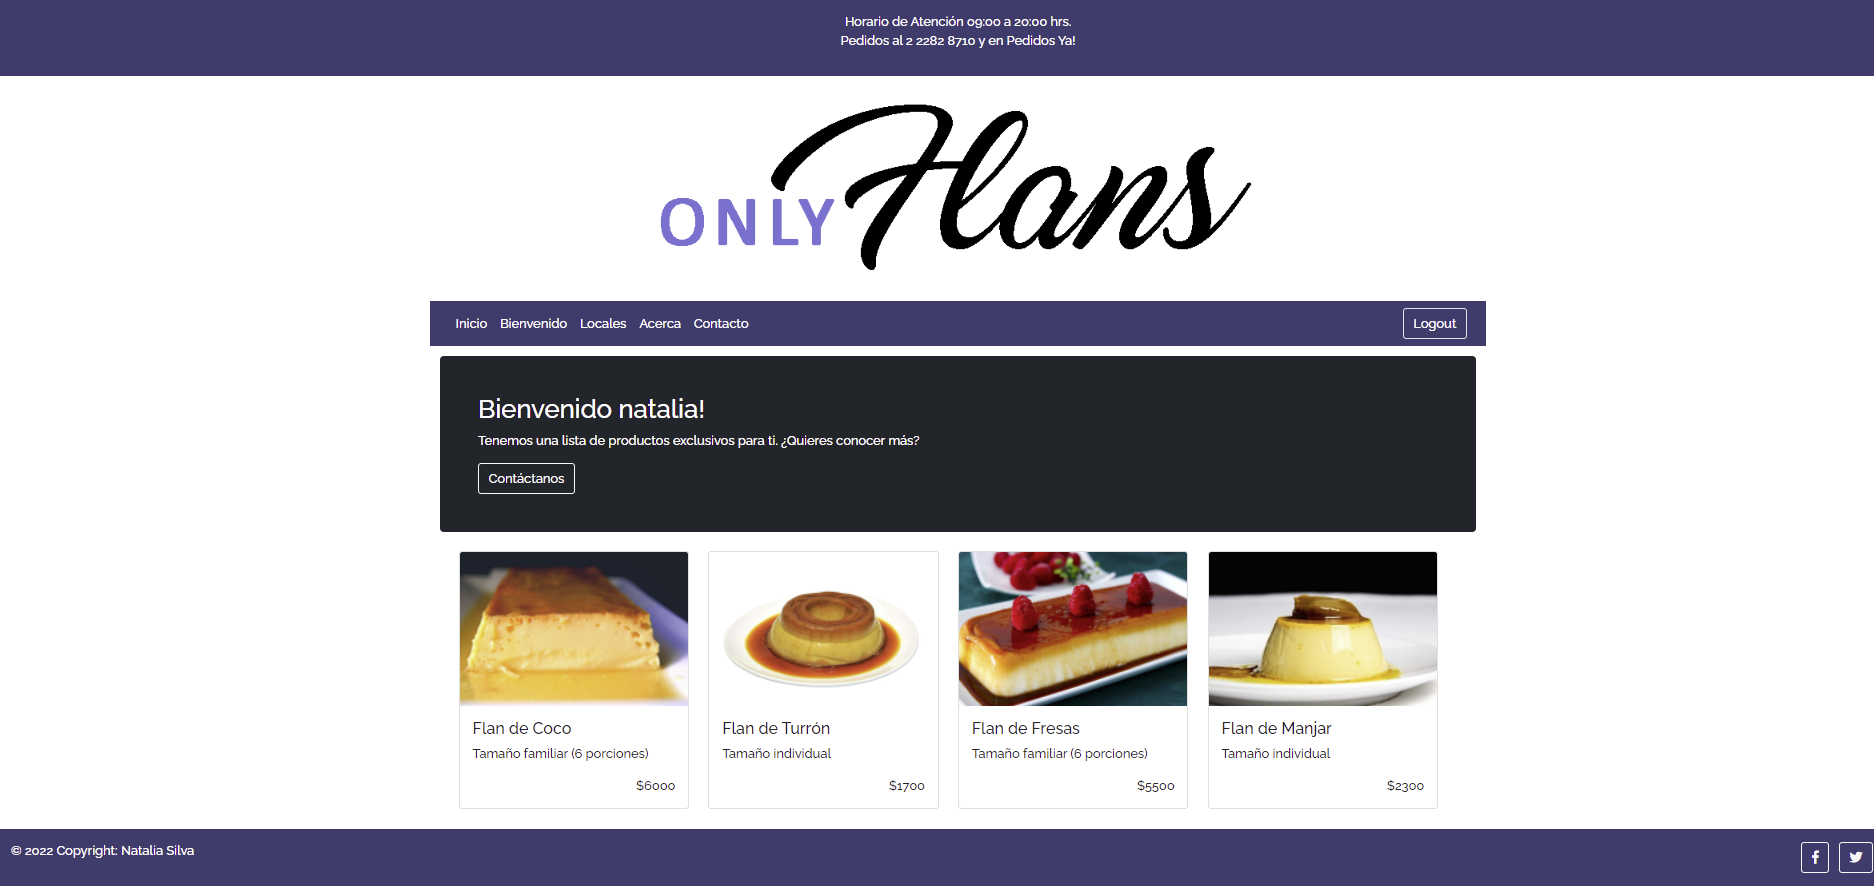 Horario de Atención 09:00 a 20:00 hrs.
Pedidos al 2 2282 8710 y en Pedidos Ya!
ONLY Flans
Inicio Bienvenido Locales Acerca Contacto Logout
Bienvenido natalia!
Tenemos una lista de productos exclusivos para ti. ¿Quieres conocer más?
Contáctanos
Flan de Coco
Tamaño familiar (6 porciones)
$6000
Flan de Turrón
Tamaño individual
$1700
Flan de Fresas
Tamaño familiar (6 porciones)
$5500
Flan de Manjar
Tamaño individual
$2300
© 2022 Copyright: Natalia Silva